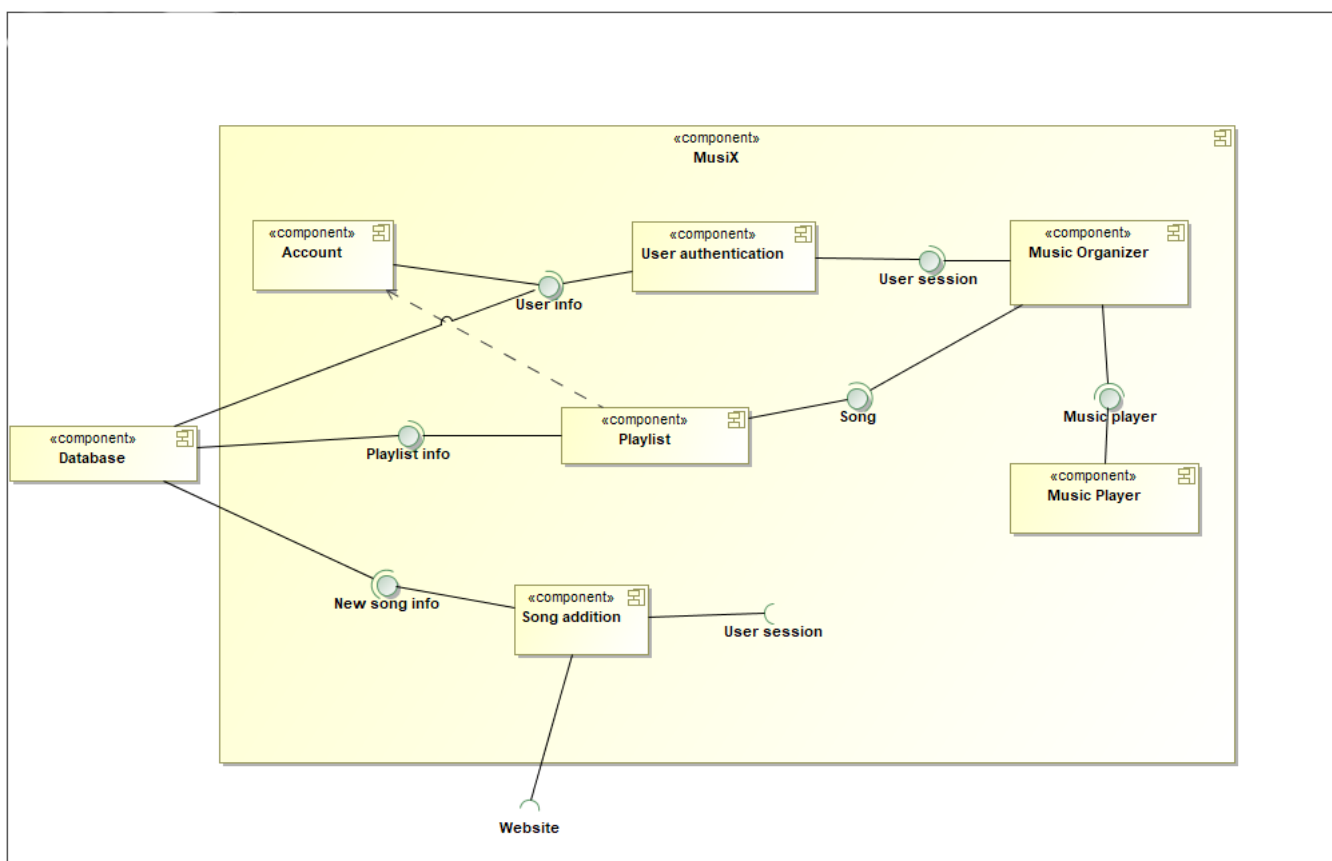 «component»
MusiX
«component»
Account
«component»
User authentication
«component»
Music Organizer
User session
User info
«component»
Playlist
Song
Music player
«component»
Database
Playlist info
«component»
Music Player
«component»
Song addition
New song info
User session
Website